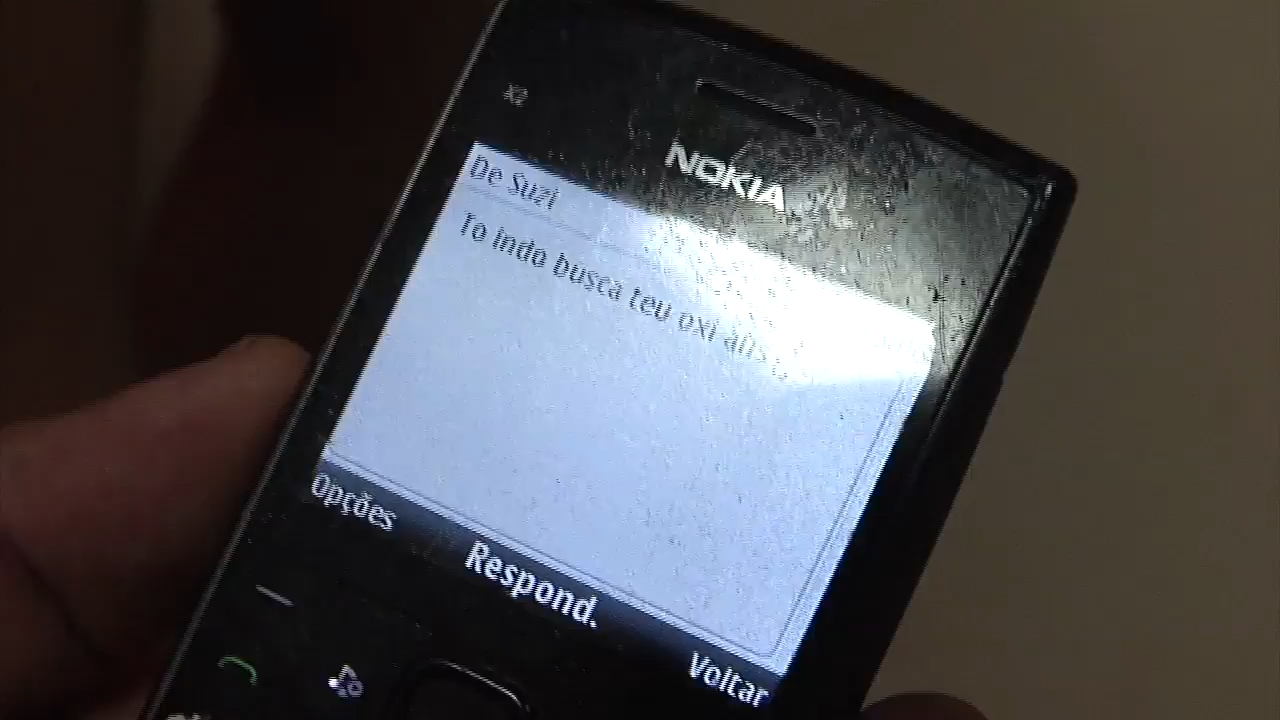 X2
NOKIA
De Suzi
To indo busca teu oxi
Opções
Respond.
Voltar